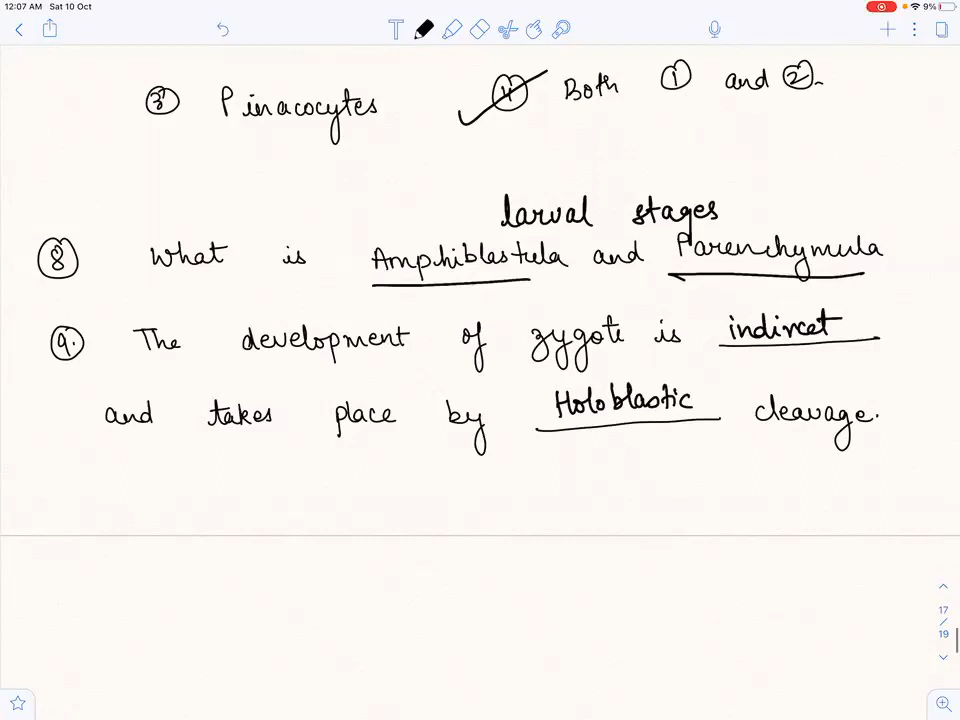 12:07 AM Sat 10 Oct 9%
③ Pinacocytes ④ Both ① and ②.
larval stages
⑧ What is Amphiblastula and Parenchymula
⑨. The development of zygote is indirect
and takes place by Holoblastic cleavage.
17
/
19